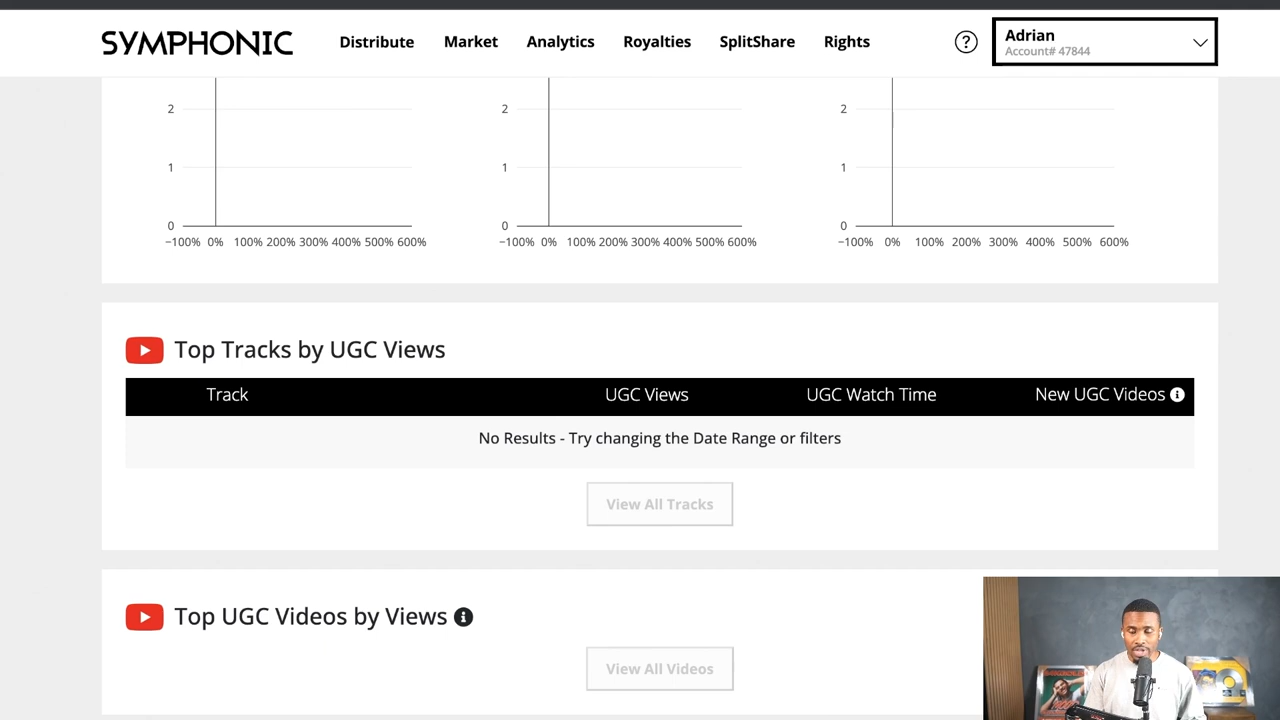 SYMPHONIC Distribute Market Analytics Royalties SplitShare Rights ? Adrian
Account# 47844
2 2 2
1 1 1
0 0 0
−100% 0% 100% 200% 300% 400% 500% 600% −100% 0% 100% 200% 300% 400% 500% 600% −100% 0% 100% 200% 300% 400% 500% 600%
Top Tracks by UGC Views
Track UGC Views UGC Watch Time New UGC Videos i
No Results - Try changing the Date Range or filters
View All Tracks
Top UGC Videos by Views i
View All Videos